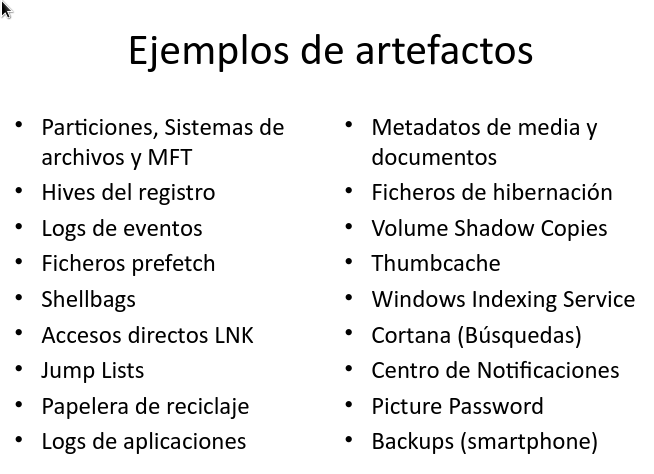 Ejemplos de artefactos
• Particiones, Sistemas de
archivos y MFT
• Hives del registro
• Logs de eventos
• Ficheros prefetch
• Shellbags
• Accesos directos LNK
• Jump Lists
• Papelera de reciclaje
• Logs de aplicaciones
• Metadatos de media y
documentos
• Ficheros de hibernación
• Volume Shadow Copies
• Thumbcache
• Windows Indexing Service
• Cortana (Búsquedas)
• Centro de Notificaciones
• Picture Password
• Backups (smartphone)